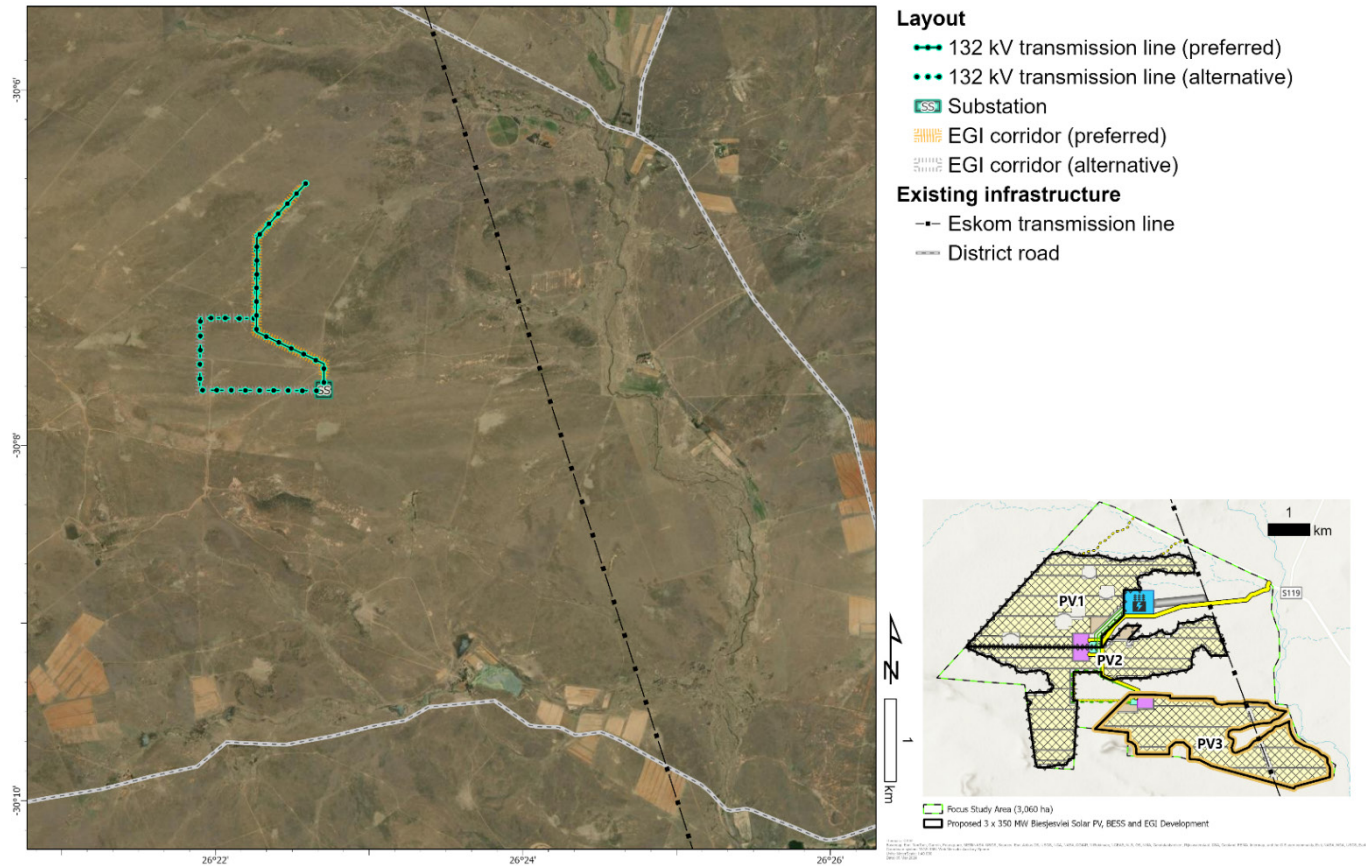 Layout
132 kV transmission line (preferred)
132 kV transmission line (alternative)
SS Substation
EGI corridor (preferred)
EGI corridor (alternative)
Existing infrastructure
Eskom transmission line
District road
-30°6'
-30°8'
-30°10'
26°22'
26°24'
26°26'
SS
N
1
km
1
km
PV1
PV2
PV3
S119
Focus Study Area (3,060 ha)
Proposed 3 x 350 MW Biesjesvlei Solar PV, BESS and EGI Development